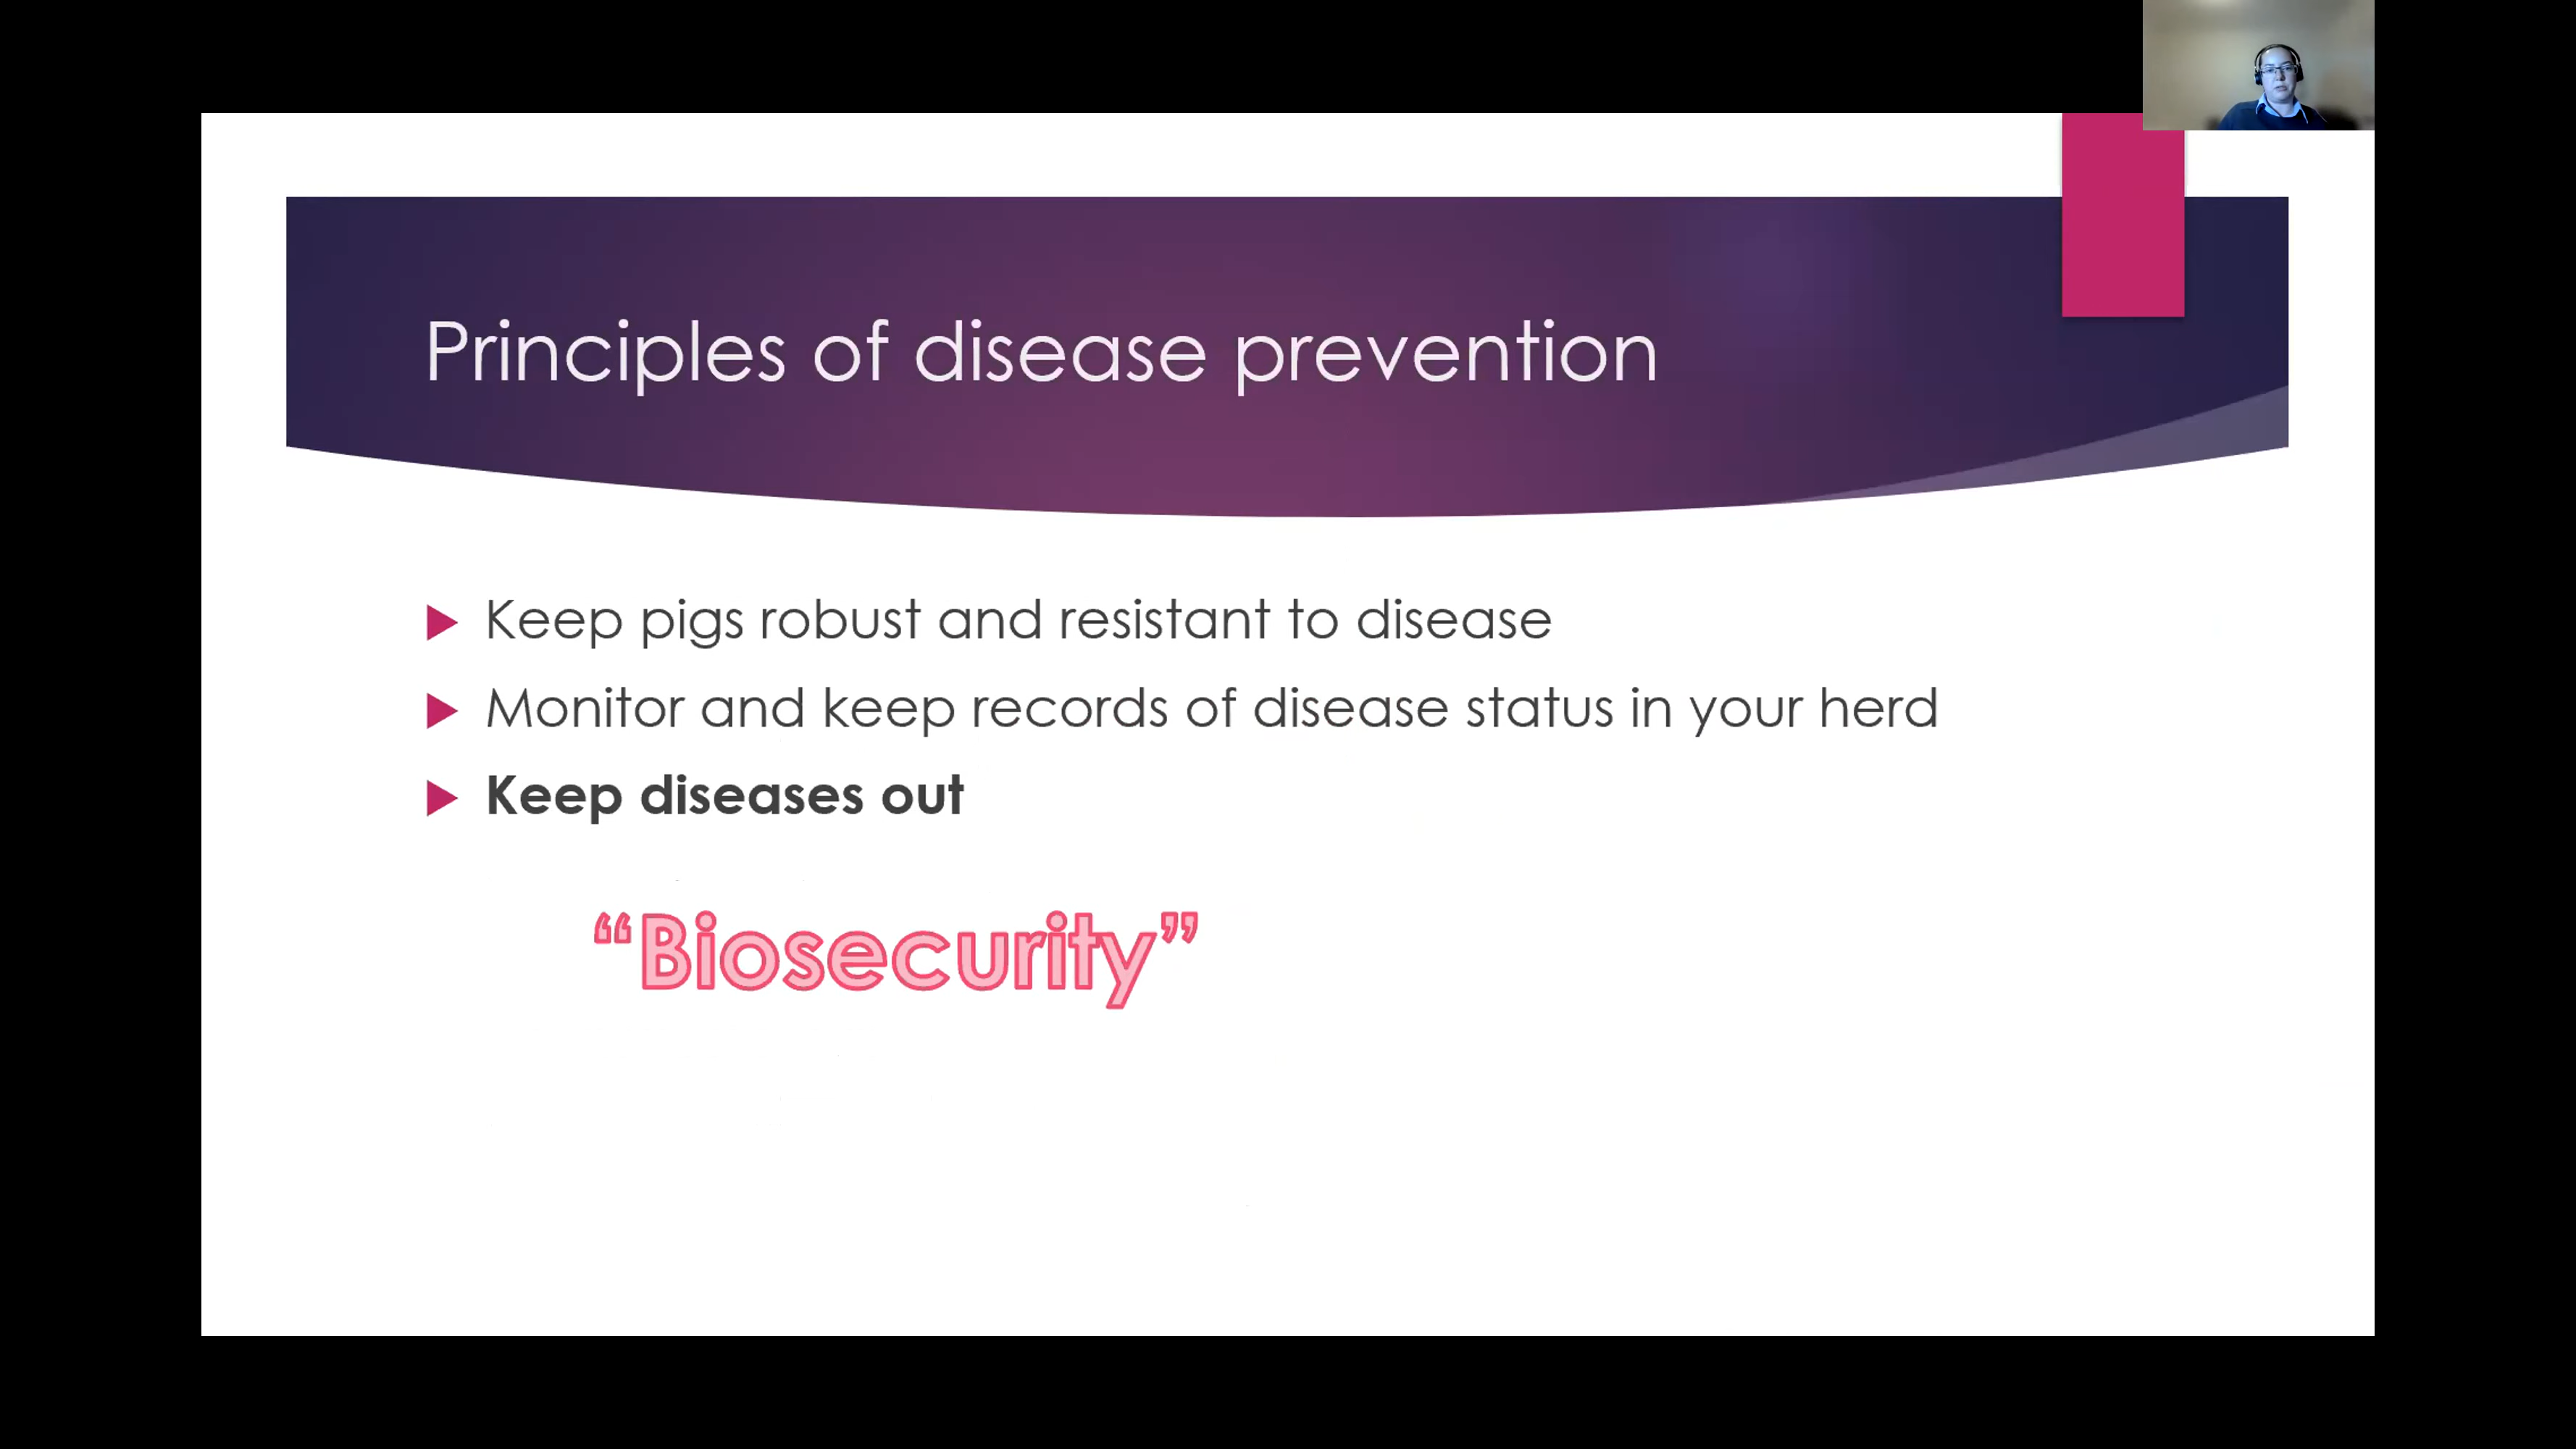 Principles of disease prevention
Keep pigs robust and resistant to disease
Monitor and keep records of disease status in your herd
Keep diseases out
“Biosecurity”